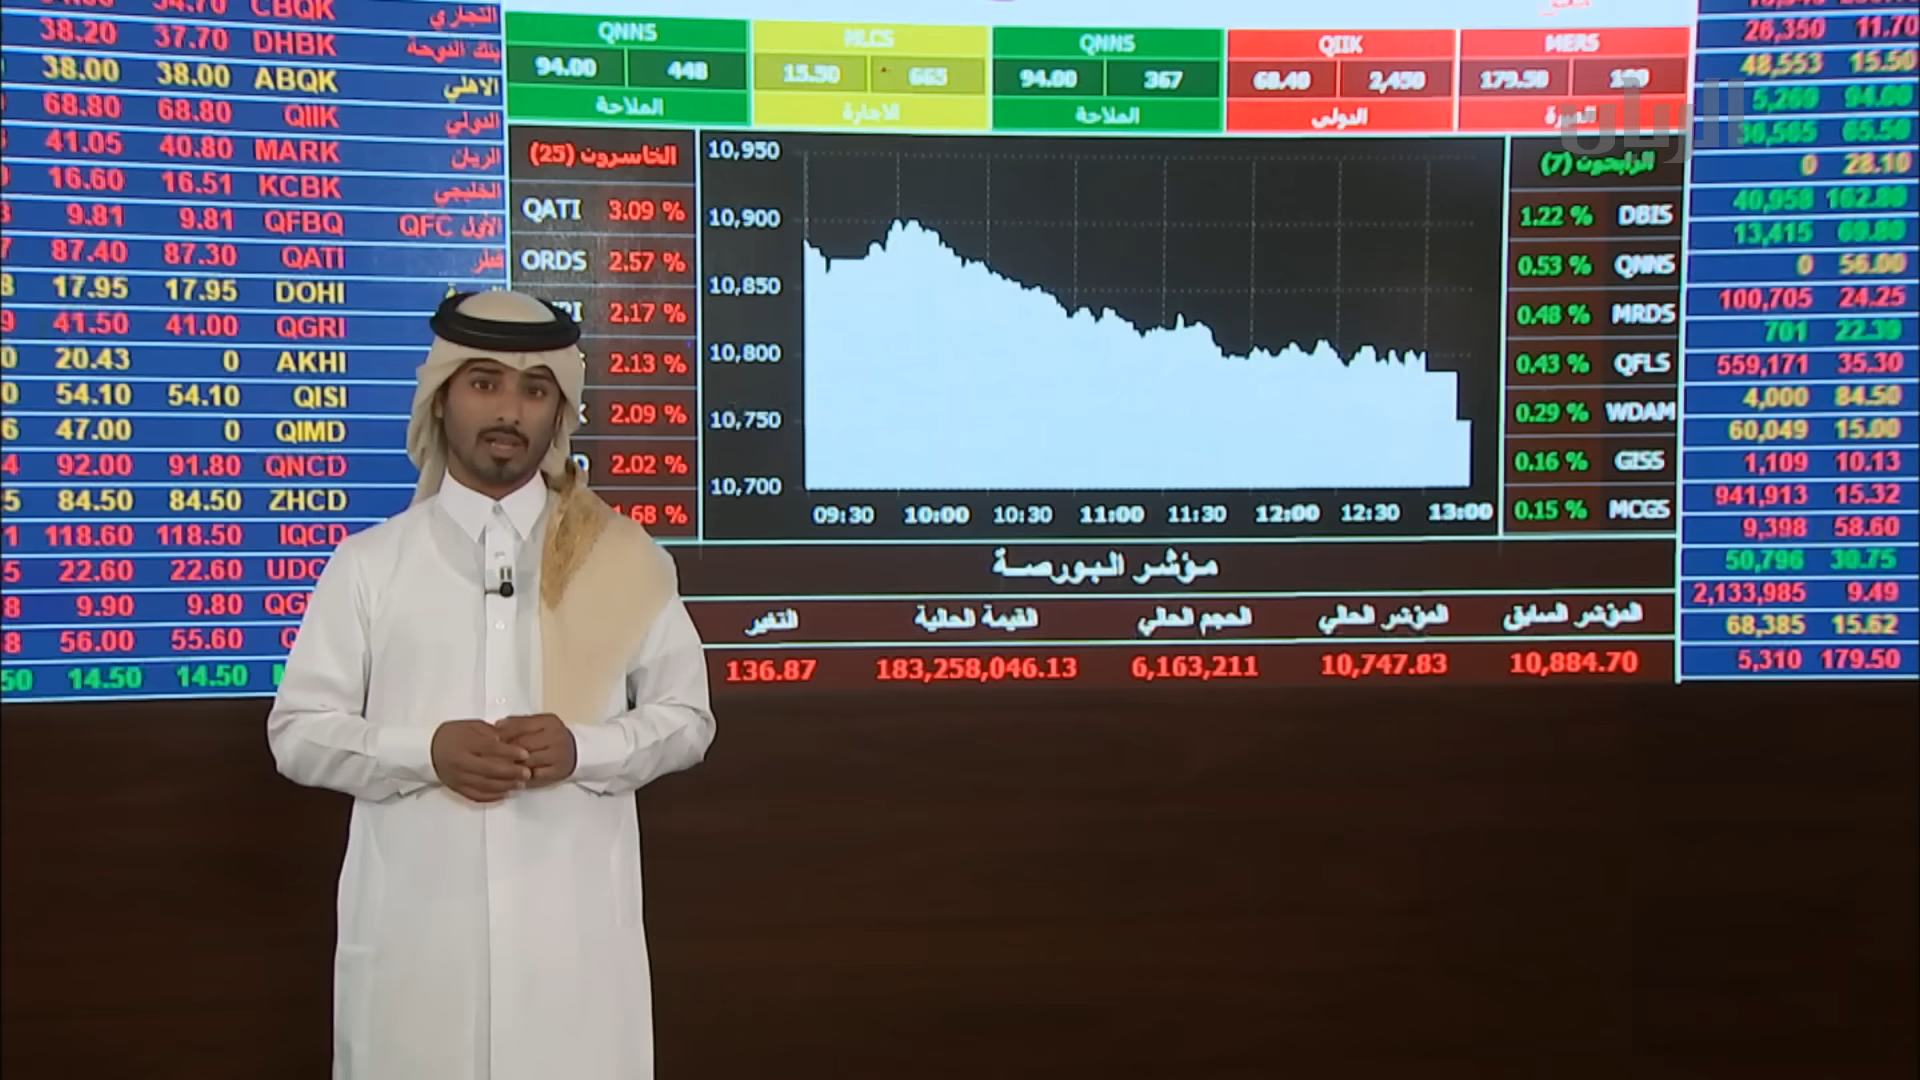 CBQK التجاري
38.20 37.70 DHBK بنك الدوحة
38.00 38.00 ABQK الاهلي
68.80 68.80 QIIK الدولي
41.05 40.80 MARK الريان
16.60 16.51 KCBK الخليجي
9.81 9.81 QFBQ QFC الأول
87.40 87.30 QATI قطر
17.95 17.95 DOHI
41.50 41.00 QGRI
20.43 0 AKHI
54.10 54.10 QISI
47.00 0 QIMD
92.00 91.80 QNCD
84.50 84.50 ZHCD
118.60 118.50 IQCD
22.60 22.60 UDC
9.90 9.80 QG
56.00 55.60 Q
14.50 14.50
QNNS MLCS QNNS QIIK MERS
94.00 448 15.50 665 94.00 367 68.40 2,450 179.50
الملاحة الاجارة الملاحة الدولى الميرة
الخاسرون (25)
QATI 3.09 %
ORDS 2.57 %
2.17 %
2.13 %
2.09 %
2.02 %
1.68 %
10,950
10,900
10,850
10,800
10,750
10,700
09:30 10:00 10:30 11:00 11:30 12:00 12:30 13:00
الرابحون (7)
1.22 % DBIS
0.53 % QNNS
0.48 % MRDS
0.43 % QFLS
0.29 % WDAM
0.16 % GISS
0.15 % MCGS
مؤشر البورصة
المؤشر السابق المؤشر الحالي الحجم الحالي القيمة الحالية التغير
136.87 183,258,046.13 6,163,211 10,747.83 10,884.70
الريان
26,350 11.70
48,553 15.50
5,269 94.00
36,565 65.50
0 28.10
40,958 162.80
13,415 69.80
0 56.00
100,705 24.25
701 22.39
559,171 35.30
4,000 84.50
60,049 15.00
1,109 10.13
941,913 15.32
9,398 58.60
50,796 30.75
2,133,985 9.49
68,385 15.62
5,310 179.50